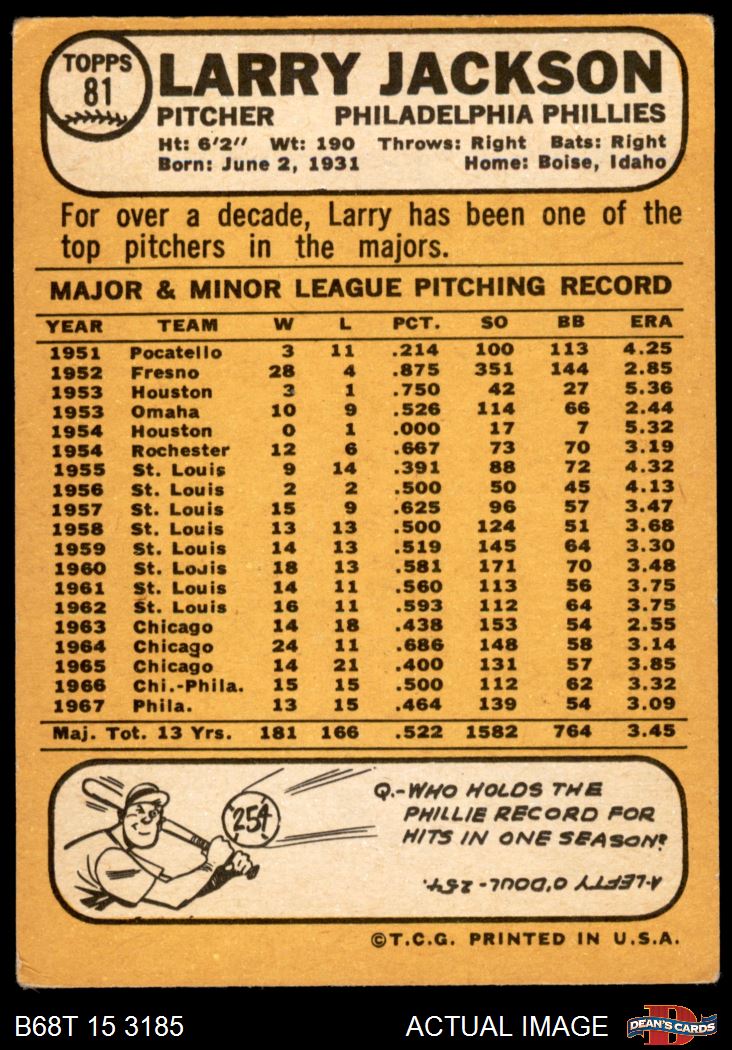 TOPPS
81
LARRY JACKSON
PITCHER PHILADELPHIA PHILLIES
Ht: 6'2" Wt: 190 Throws: Right Bats: Right
Born: June 2, 1931 Home: Boise, Idaho
For over a decade, Larry has been one of the
top pitchers in the majors.
MAJOR & MINOR LEAGUE PITCHING RECORD
YEAR TEAM W L PCT. SO BB ERA
1951 Pocatello 3 11 .214 100 113 4.25
1952 Fresno 28 4 .875 351 144 2.85
1953 Houston 3 1 .750 42 27 5.36
1953 Omaha 10 9 .526 114 66 2.44
1954 Houston 0 1 .000 17 7 5.32
1954 Rochester 12 6 .667 73 70 3.19
1955 St. Louis 9 14 .391 88 72 4.32
1956 St. Louis 2 2 .500 50 45 4.13
1957 St. Louis 15 9 .625 96 57 3.47
1958 St. Louis 13 13 .500 124 51 3.68
1959 St. Louis 14 13 .519 145 64 3.30
1960 St. Louis 18 13 .581 171 70 3.48
1961 St. Louis 14 11 .560 113 56 3.75
1962 St. Louis 16 11 .593 112 64 3.75
1963 Chicago 14 18 .438 153 54 2.55
1964 Chicago 24 11 .686 148 58 3.14
1965 Chicago 14 21 .400 131 57 3.85
1966 Chi.-Phila. 15 15 .500 112 62 3.32
1967 Phila. 13 15 .464 139 54 3.09
Maj. Tot. 13 Yrs. 181 166 .522 1582 764 3.45
254
Q.-WHO HOLDS THE
PHILLIE RECORD FOR
HITS IN ONE SEASON?
A-LEFTY O'DOUL-254.
©T.C.G. PRINTED IN U.S.A.
B68T 15 3185 ACTUAL IMAGE
D
DEAN'S CARDS